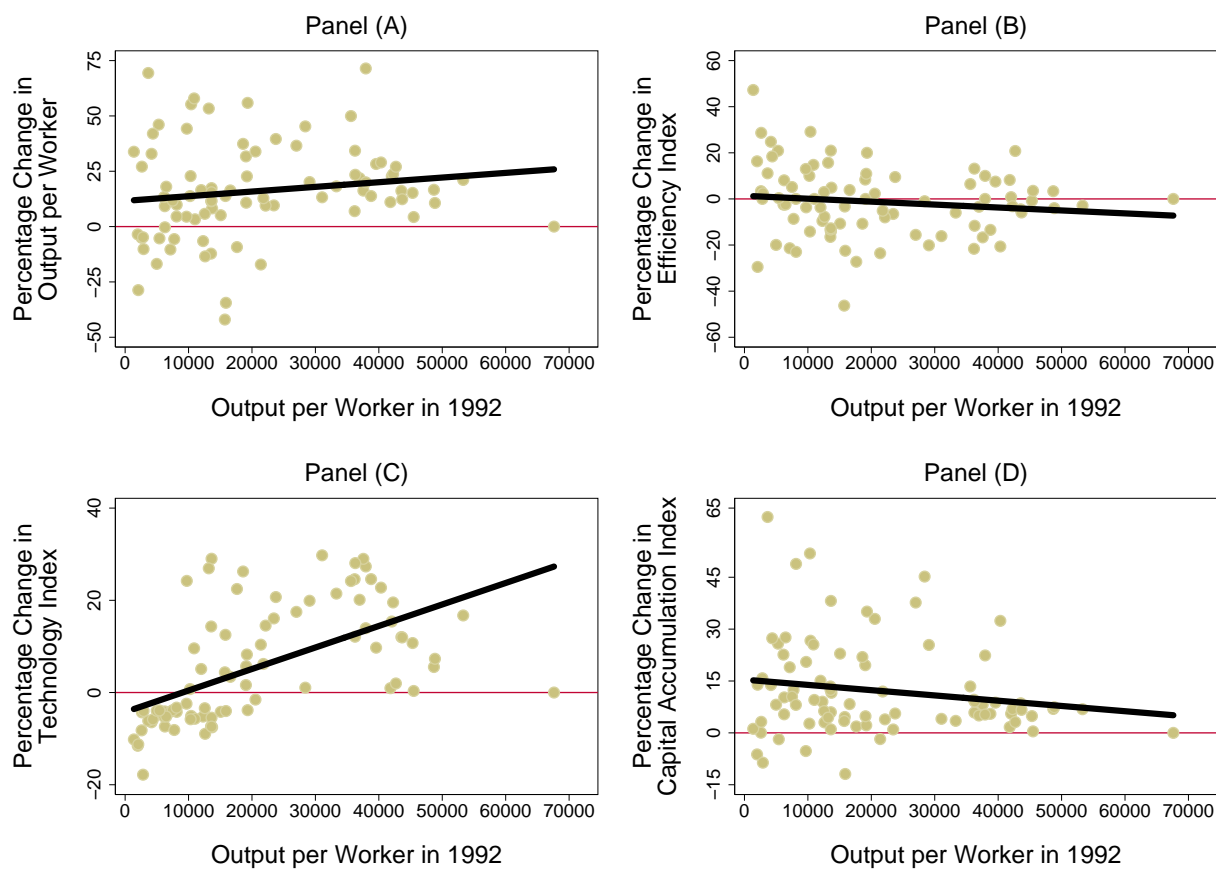 Panel (A)
Percentage Change in
Output per Worker
75
50
25
0
−25
−50
0 10000 20000 30000 40000 50000 60000 70000
Output per Worker in 1992
Panel (B)
Percentage Change in
Efficiency Index
60
40
20
0
−20
−40
−60
0 10000 20000 30000 40000 50000 60000 70000
Output per Worker in 1992
Panel (C)
Percentage Change in
Technology Index
40
20
0
−20
0 10000 20000 30000 40000 50000 60000 70000
Output per Worker in 1992
Panel (D)
Percentage Change in
Capital Accumulation Index
65
45
30
15
0
−15
0 10000 20000 30000 40000 50000 60000 70000
Output per Worker in 1992